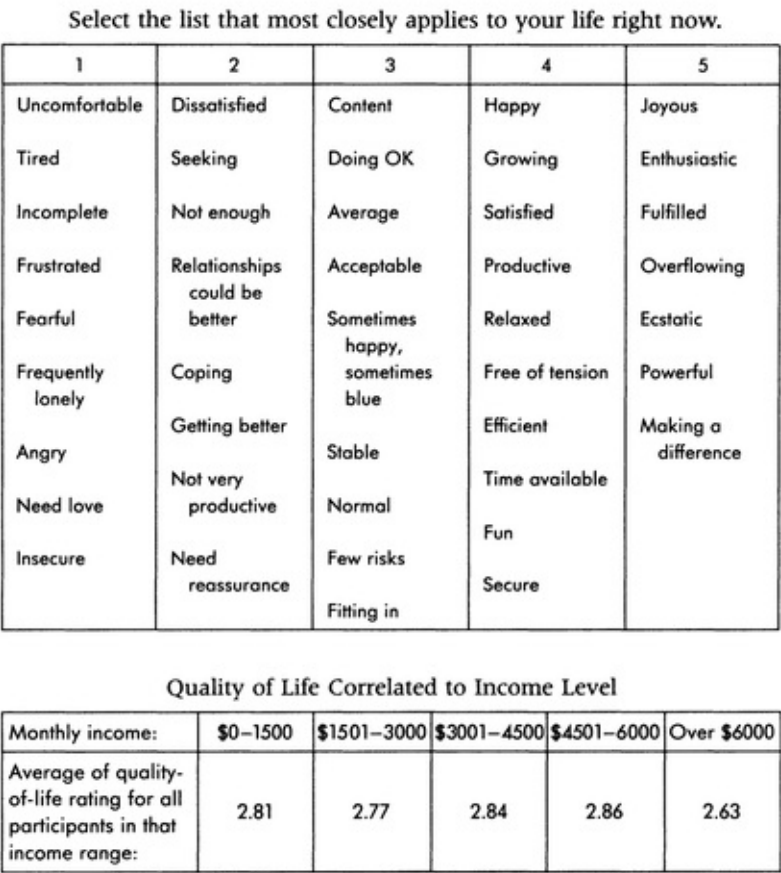 Select the list that most closely applies to your life right now.
1 2 3 4 5
Uncomfortable Dissatisfied Content Happy Joyous
Tired Seeking Doing OK Growing Enthusiastic
Incomplete Not enough Average Satisfied Fulfilled
Frustrated Relationships Acceptable Productive Overflowing
could be
Fearful better Sometimes Relaxed Ecstatic
happy,
Frequently Coping sometimes Free of tension Powerful
lonely blue
Getting better Efficient Making a
Angry Stable difference
Not very Time available
Need love productive Normal
Fun
Insecure Need Few risks
reassurance Secure
Fitting in
Quality of Life Correlated to Income Level
Monthly income: $0–1500 $1501–3000 $3001–4500 $4501–6000 Over $6000
Average of quality-
of-life rating for all
participants in that 2.81 2.77 2.84 2.86 2.63
income range: